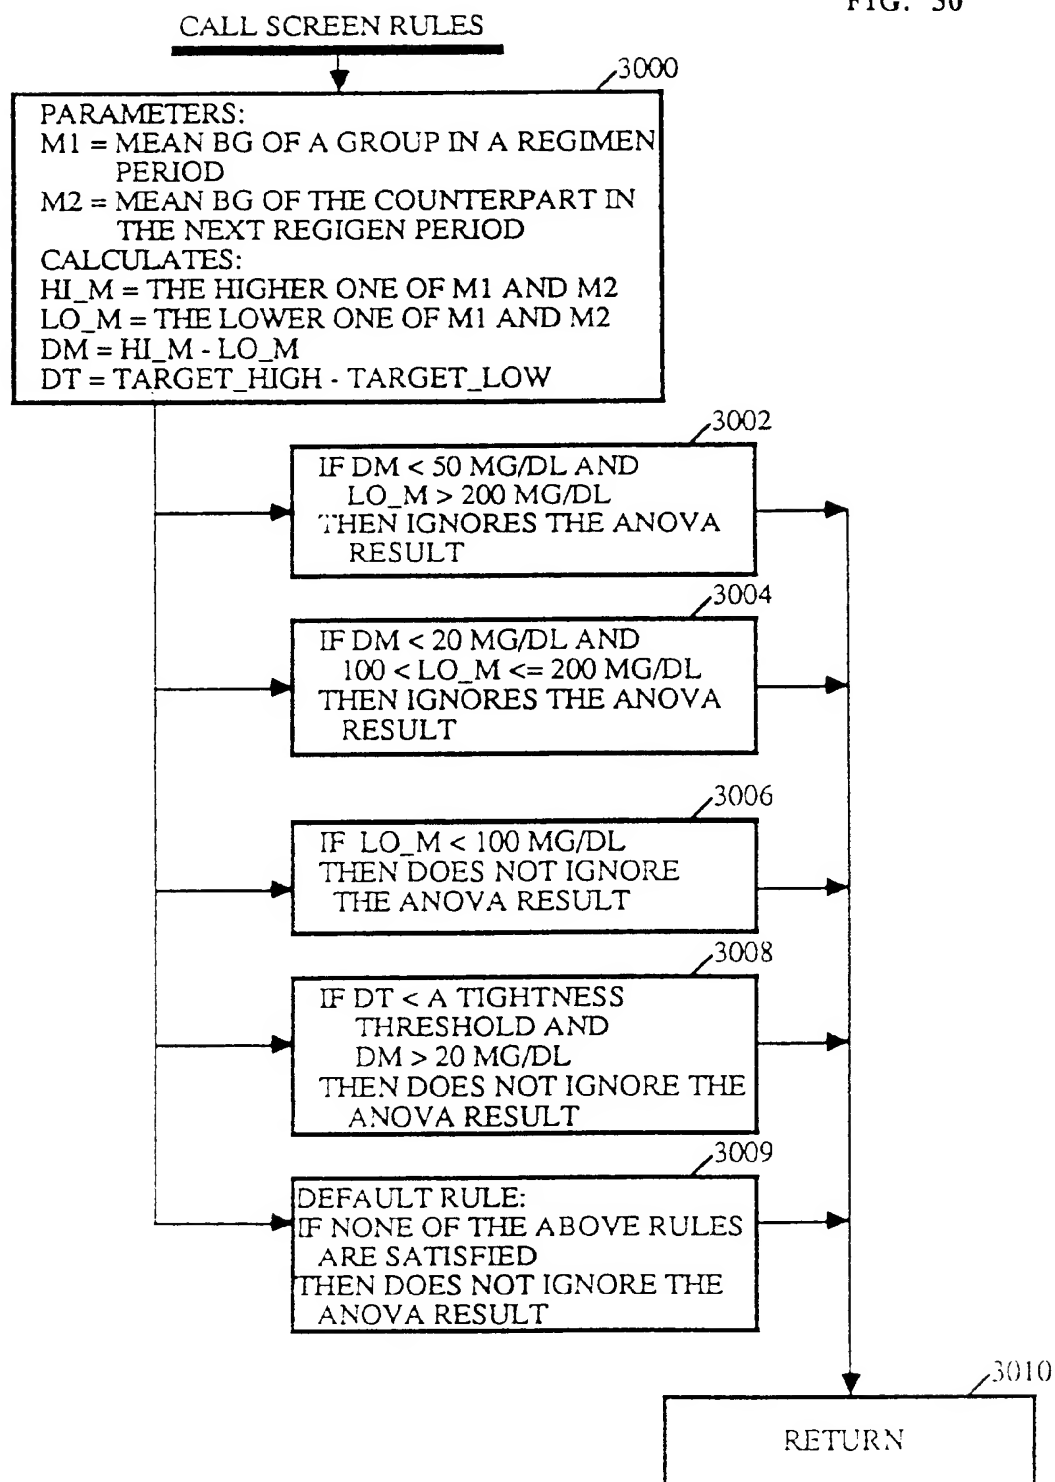 FIG. 30
CALL SCREEN RULES
3000
PARAMETERS:
M1 = MEAN BG OF A GROUP IN A REGIMEN
PERIOD
M2 = MEAN BG OF THE COUNTERPART IN
THE NEXT REGIGEN PERIOD
CALCULATES:
HI_M = THE HIGHER ONE OF M1 AND M2
LO_M = THE LOWER ONE OF M1 AND M2
DM = HI_M - LO_M
DT = TARGET_HIGH - TARGET_LOW
3002
IF DM < 50 MG/DL AND
LO_M > 200 MG/DL
THEN IGNORES THE ANOVA
RESULT
3004
IF DM < 20 MG/DL AND
100 < LO_M <= 200 MG/DL
THEN IGNORES THE ANOVA
RESULT
3006
IF LO_M < 100 MG/DL
THEN DOES NOT IGNORE
THE ANOVA RESULT
3008
IF DT < A TIGHTNESS
THRESHOLD AND
DM > 20 MG/DL
THEN DOES NOT IGNORE THE
ANOVA RESULT
3009
DEFAULT RULE:
IF NONE OF THE ABOVE RULES
ARE SATISFIED
THEN DOES NOT IGNORE THE
ANOVA RESULT
3010
RETURN